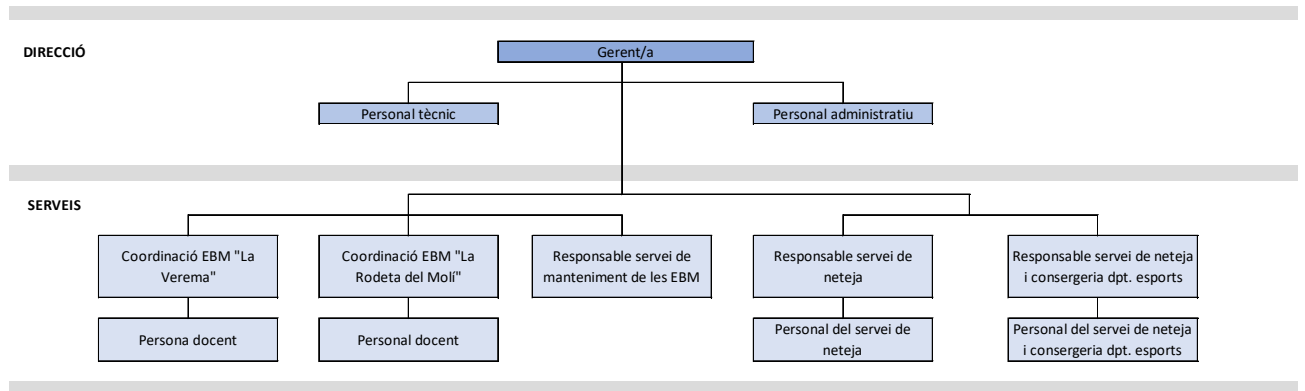 DIRECCIÓ
Gerent/a
Personal tècnic
Personal administratiu
SERVEIS
Coordinació EBM "La
Verema"
Coordinació EBM "La
Rodeta del Molí"
Responsable servei de
manteniment de les EBM
Responsable servei de
neteja
Responsable servei de neteja
i consergeria dpt. esports
Persona docent
Personal docent
Personal del servei de
neteja
Personal del servei de neteja
i consergeria dpt. esports